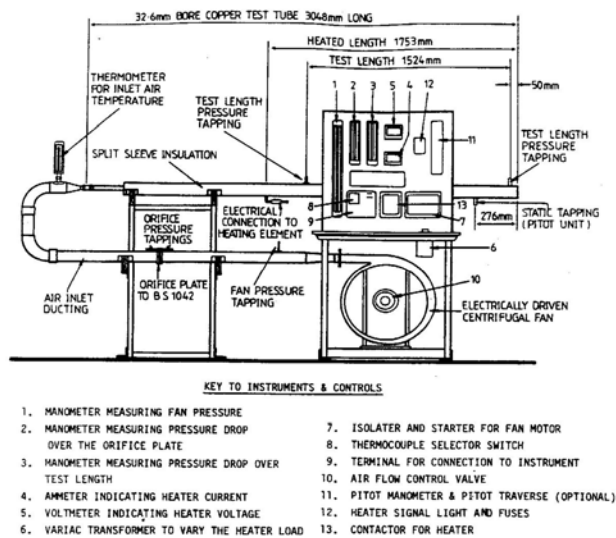 32·6mm BORE COPPER TEST TUBE 3048mm LONG
HEATED LENGTH 1753mm
TEST LENGTH 1524mm
THERMOMETER
FOR INLET AIR
TEMPERATURE
TEST LENGTH
PRESSURE
TAPPING
1 2 3 5 4 12
50mm
11
TEST LENGTH
PRESSURE
TAPPING
SPLIT SLEEVE INSULATION
8
9
13
7
276mm
STATIC TAPPING
(PITOT UNIT)
ORIFICE
PRESSURE
TAPPINGS
ELECTRICAL
CONNECTION TO
HEATING ELEMENT
6
AIR INLET
DUCTING
ORIFICE PLATE
TO B S 1042
FAN PRESSURE
TAPPING
10
ELECTRICALLY DRIVEN
CENTRIFUGAL FAN
KEY TO INSTRUMENTS & CONTROLS
1. MANOMETER MEASURING FAN PRESSURE
2. MANOMETER MEASURING PRESSURE DROP
OVER THE ORIFICE PLATE
3. MANOMETER MEASURING PRESSURE DROP OVER
TEST LENGTH
4. AMMETER INDICATING HEATER CURRENT
5. VOLTMETER INDICATING HEATER VOLTAGE
6. VARIAC TRANSFORMER TO VARY THE HEATER LOAD
7. ISOLATER AND STARTER FOR FAN MOTOR
8. THERMOCOUPLE SELECTOR SWITCH
9. TERMINAL FOR CONNECTION TO INSTRUMENT
10. AIR FLOW CONTROL VALVE
11. PITOT MANOMETER & PITOT TRAVERSE (OPTIONAL)
12. HEATER SIGNAL LIGHT AND FUSES
13. CONTACTOR FOR HEATER